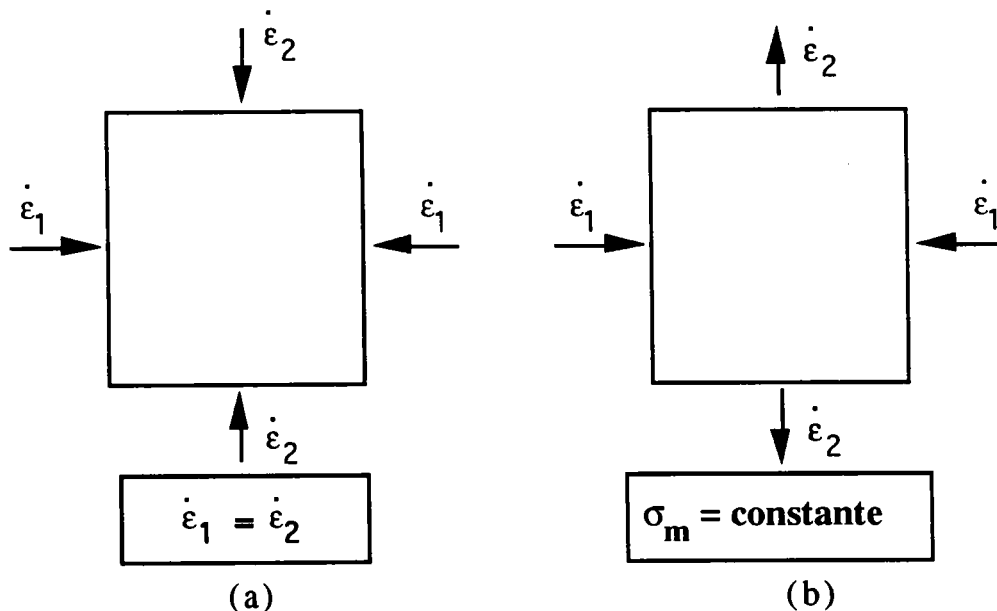 ε̇₂ ε̇₂
ε̇₁ ε̇₁ ε̇₁ ε̇₁
ε̇₂ ε̇₂
ε̇₁ = ε̇₂ σₘ = constante
(a) (b)